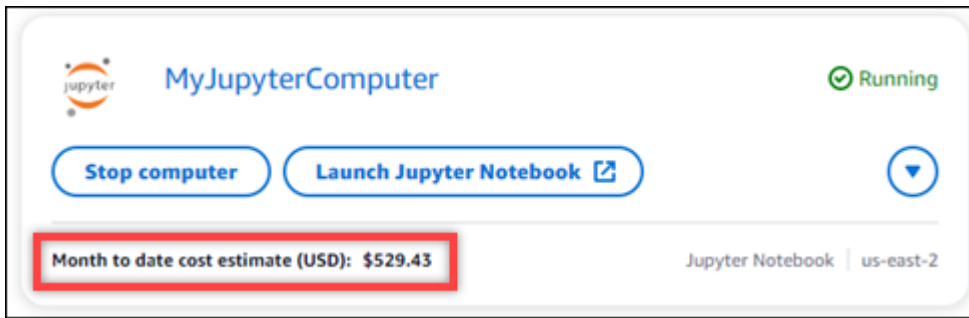 jupyter
MyJupyterComputer
Running
Stop computer
Launch Jupyter Notebook
Month to date cost estimate (USD): $529.43
Jupyter Notebook
us-east-2